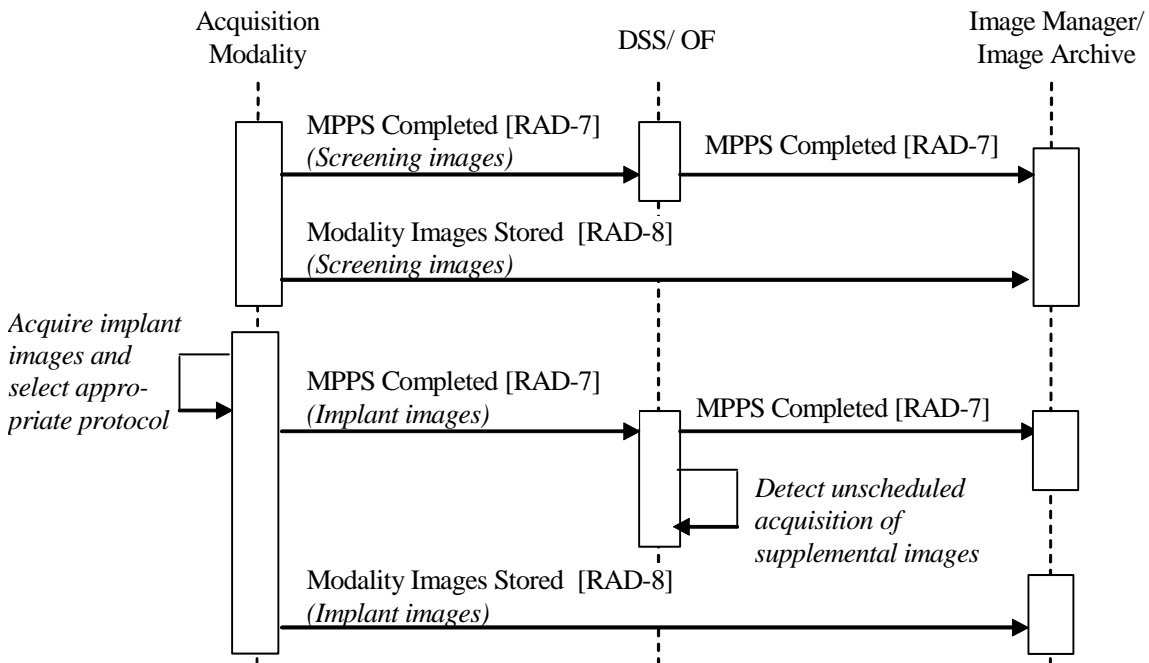 Acquisition
Modality
DSS/ OF
Image Manager/
Image Archive
MPPS Completed [RAD-7]
(Screening images)
MPPS Completed [RAD-7]
Modality Images Stored [RAD-8]
(Screening images)
Acquire implant
images and
select appro-
priate protocol
MPPS Completed [RAD-7]
(Implant images)
MPPS Completed [RAD-7]
Detect unscheduled
acquisition of
supplemental images
Modality Images Stored [RAD-8]
(Implant images)